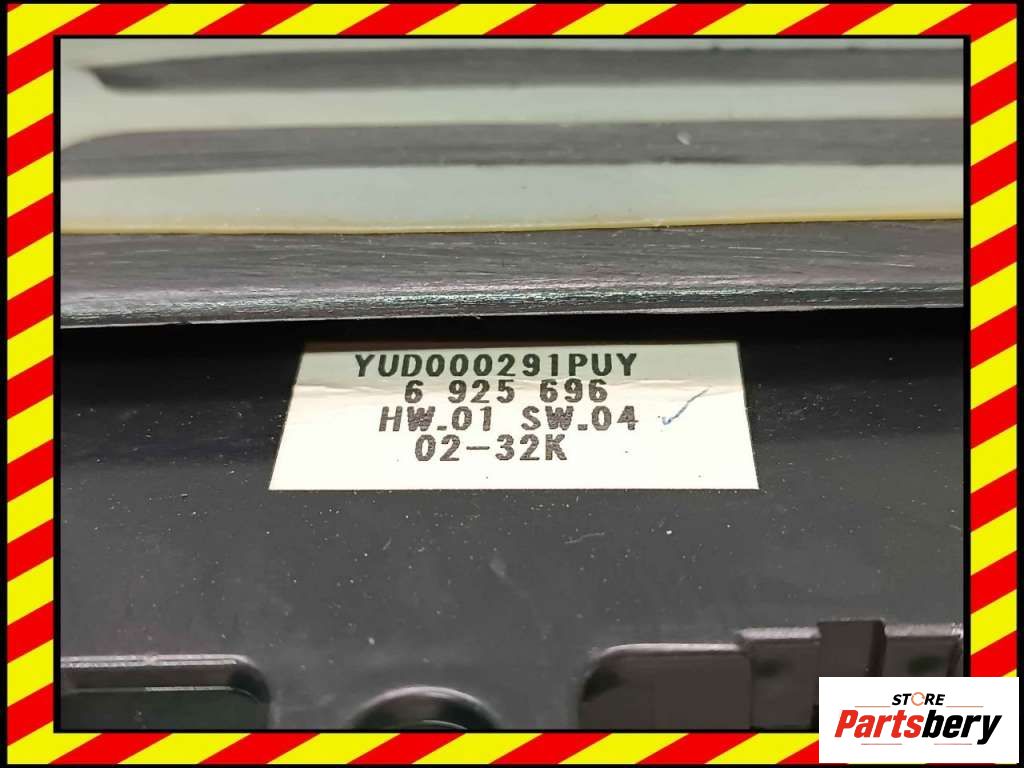 YUD000291PUY
6 925 696
HW.01 SW.04
02-32K
STORE
Partsbery